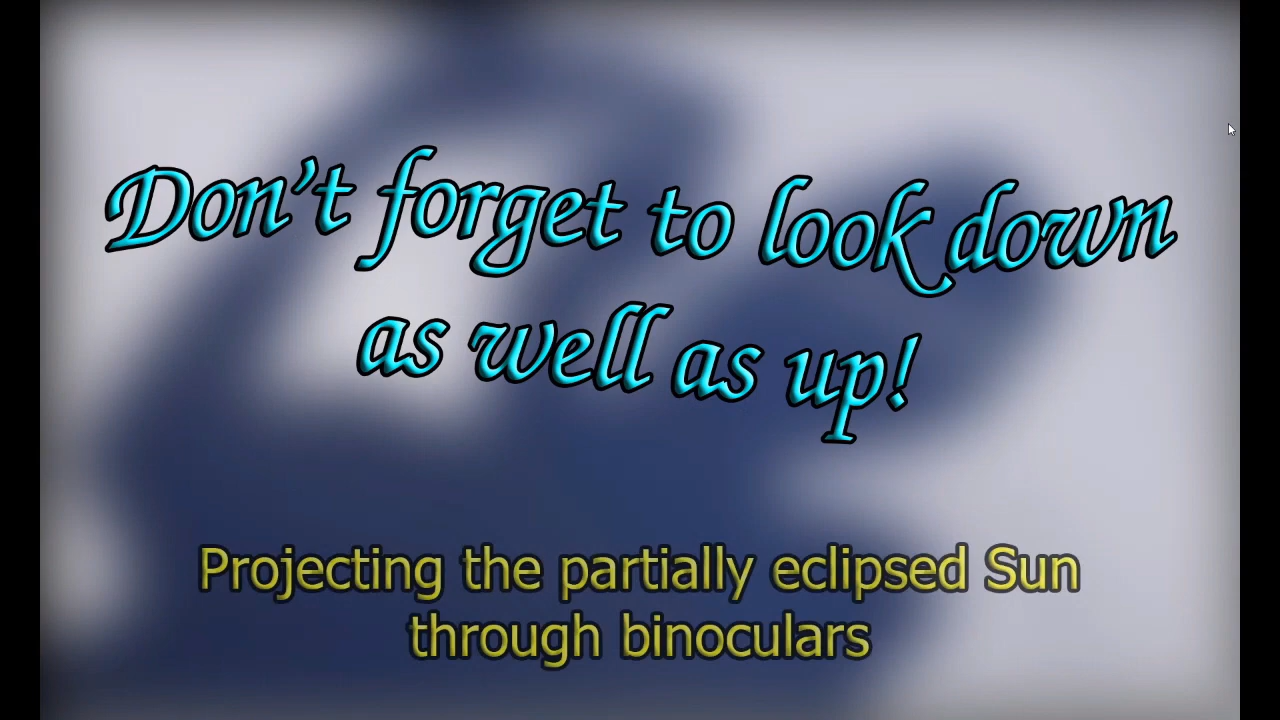 Don't forget to look down
as well as up!
Projecting the partially eclipsed Sun
through binoculars